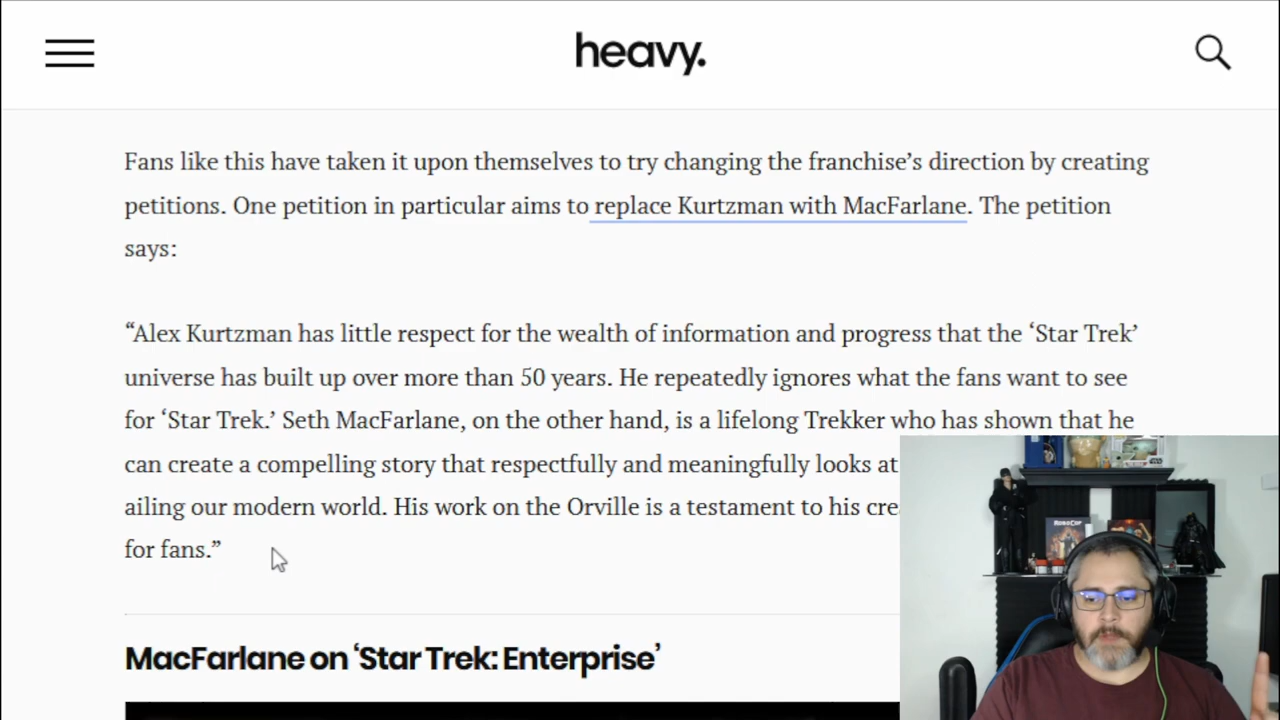 heavy.
Fans like this have taken it upon themselves to try changing the franchise’s direction by creating
petitions. One petition in particular aims to replace Kurtzman with MacFarlane. The petition
says:
“Alex Kurtzman has little respect for the wealth of information and progress that the ‘Star Trek’
universe has built up over more than 50 years. He repeatedly ignores what the fans want to see
for ‘Star Trek.’ Seth MacFarlane, on the other hand, is a lifelong Trekker who has shown that he
can create a compelling story that respectfully and meaningfully looks at
ailing our modern world. His work on the Orville is a testament to his
for fans.”
MacFarlane on ‘Star Trek: Enterprise’
ROBOCOP